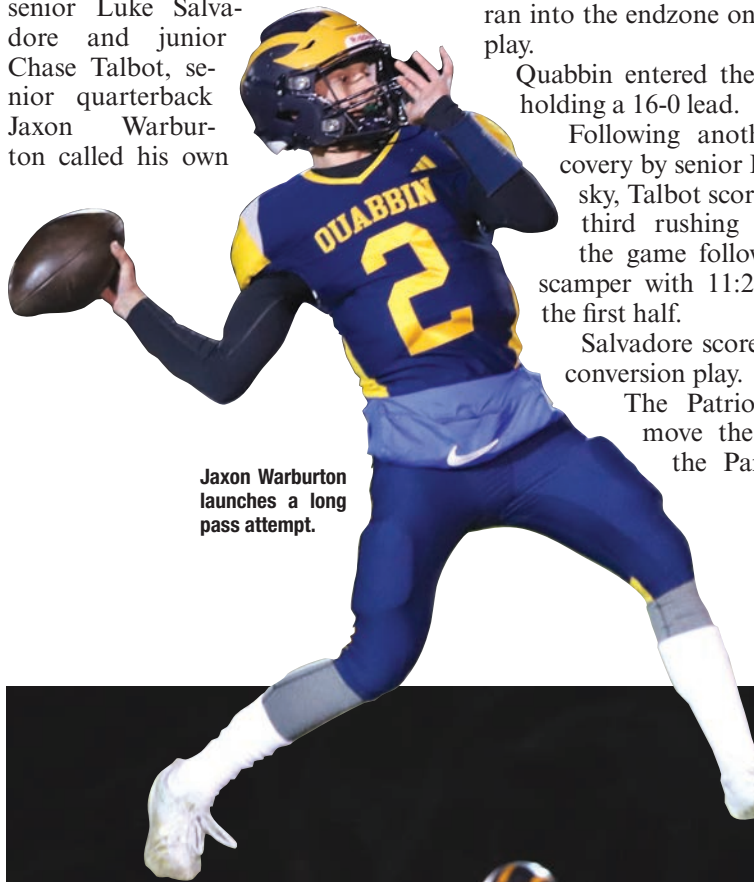 senior Luke Salva-
dore and junior
Chase Talbot, se-
nior quarterback
Jaxon Warbur-
ton called his own
ran into the endzone on
play.
Quabbin entered the
holding a 16-0 lead.
Following anoth
covery by senior
sky, Talbot scor
third rushing
the game follow
scamper with 11:2
the first half.
Salvadore score
conversion play.
The Patrio
move the
the Pa
QUABBIN
2
Jaxon Warburton
launches a long
pass attempt.